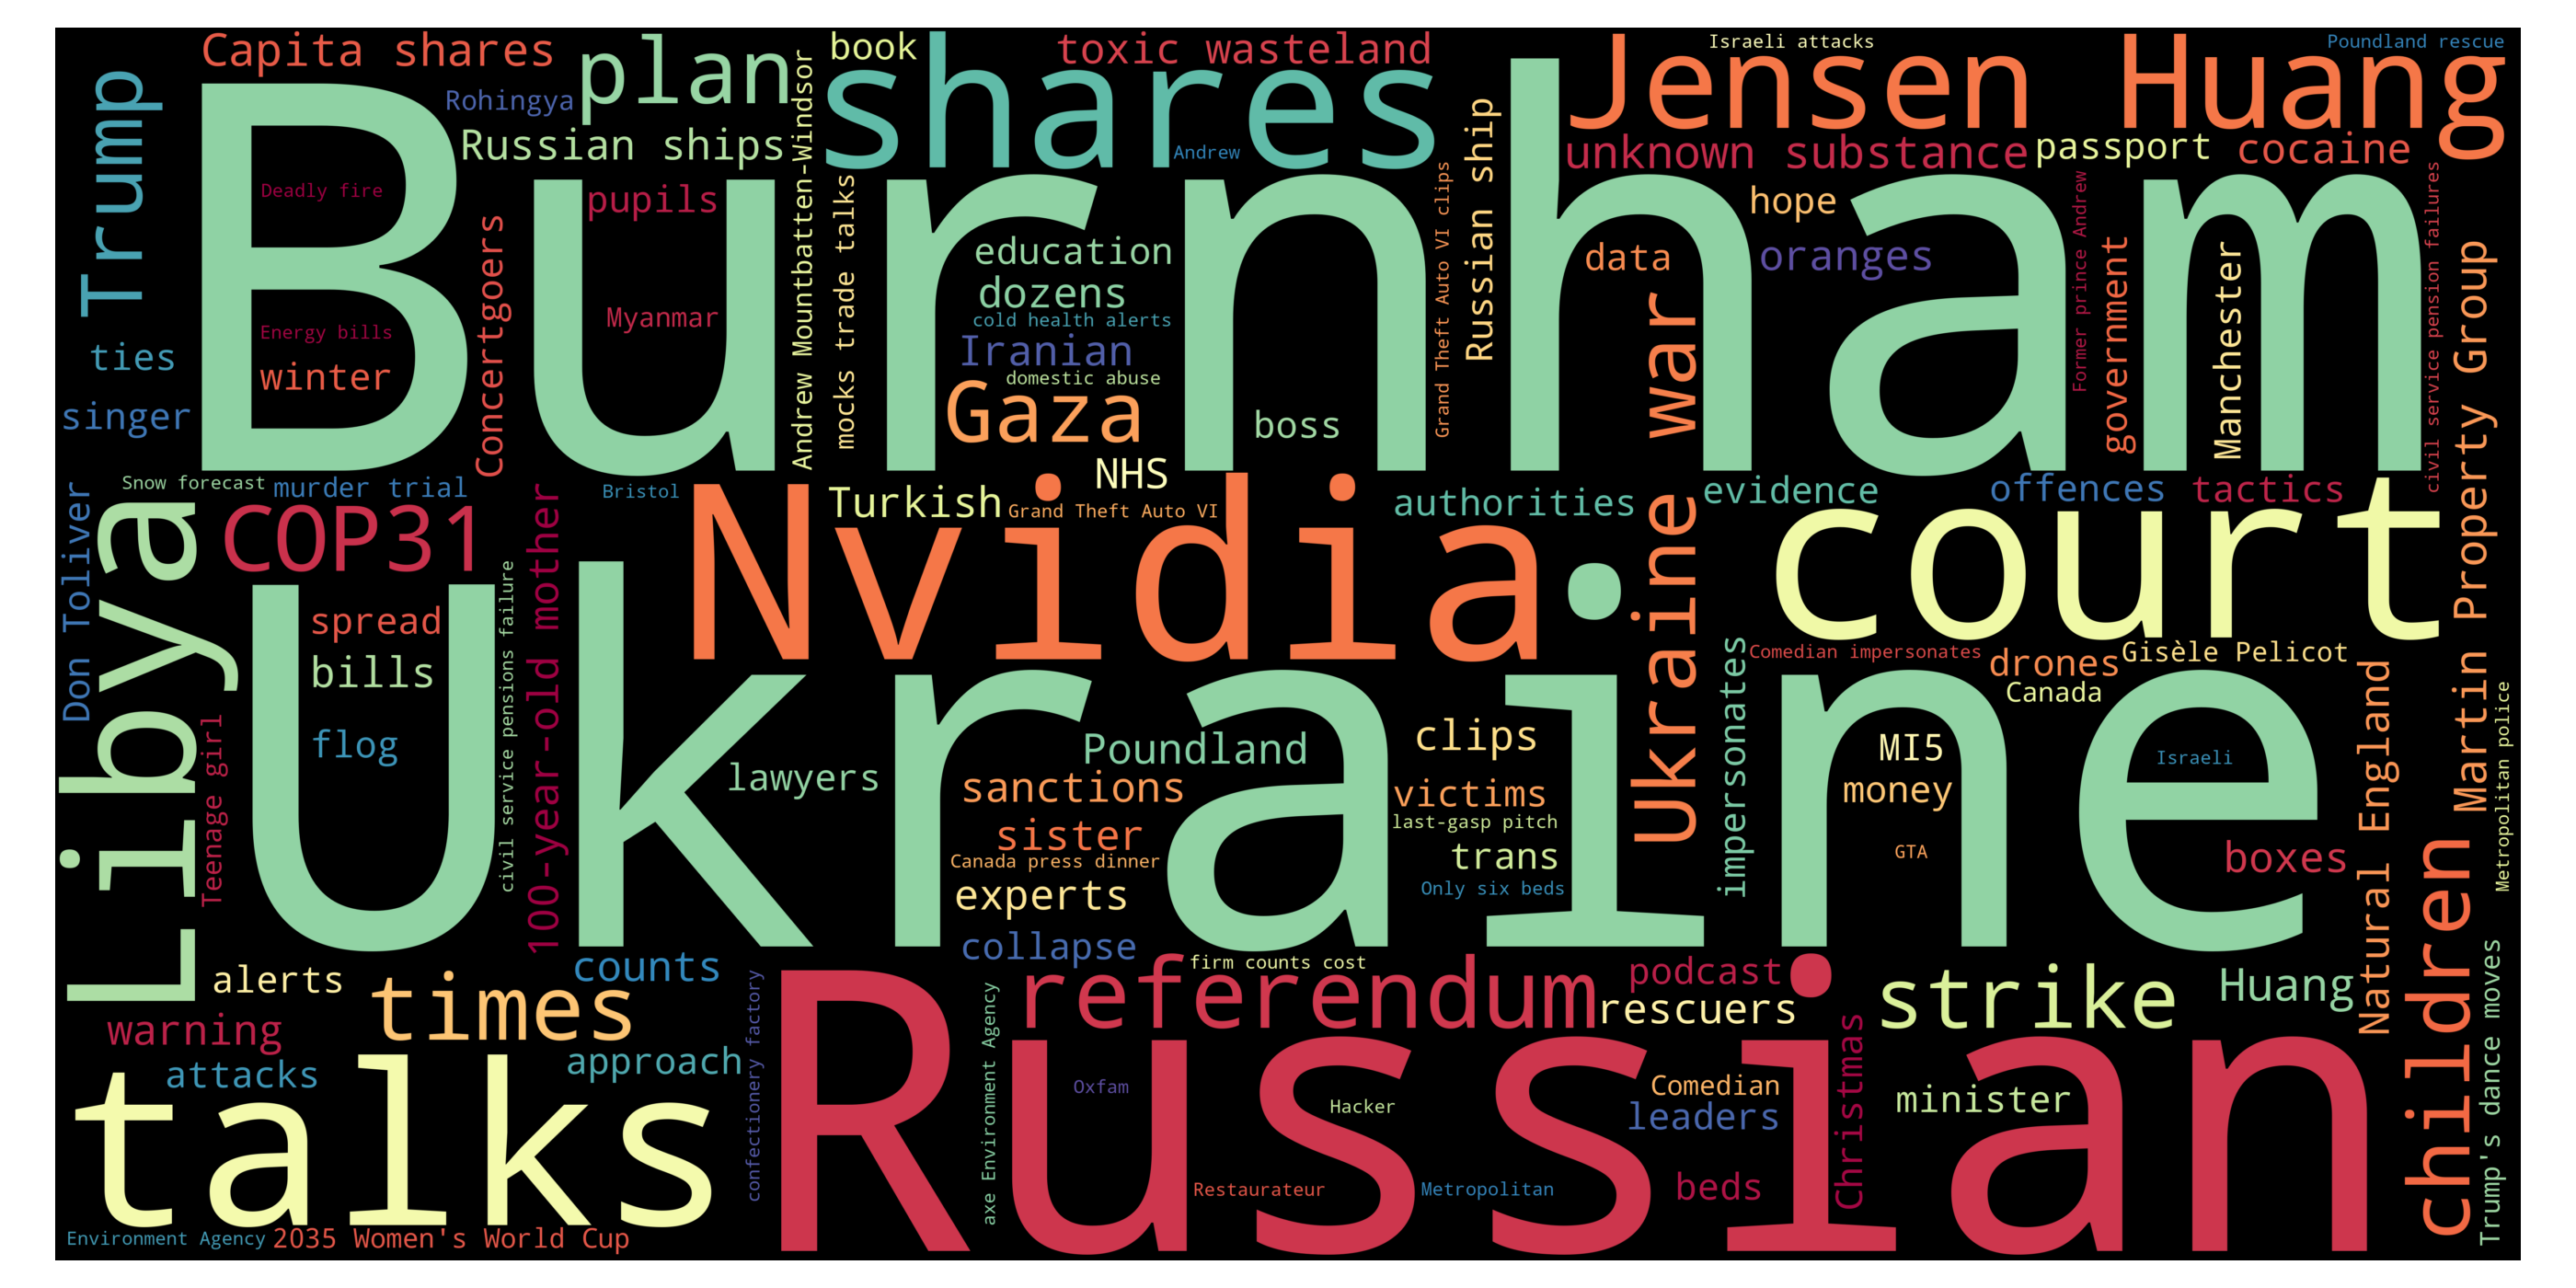 Capita shares
plan
book
toxic wasteland
Jensen Huang
Israeli attacks
Poundland rescue
Trump
Burnham
Rohingya
Russian ships
shares
Andrew
unknown substance
passport
cocaine
Deadly fire
pupils
Andrew Mountbatten-Windsor
mocks trade talks
Grand Theft Auto VI clips
Russian ship
hope
Former prince Andrew
civil service pension failures
Concertgoers
education
data
oranges
government
Manchester
Martin Property Group
dozens
Myanmar
cold health alerts
Energy bills
Iranian
ties
winter
domestic abuse
singer
Gaza
boss
Ukraine war
NHS
Snow forecast
murder trial
Bristol
Nvidia
Turkish
Grand Theft Auto VI
authorities
evidence
offences
tactics
court
Don Toliver
Libya
COP31
100-year-old mother
civil service pensions failure
Ukraine
spread
bills
flog
Teenage girl
impersonates
Comedian impersonates
drones
Gisèle Pelicot
Canada
Natural England
Metropolitan police
lawyers
Poundland
clips
MI5
Israeli
sanctions
victims
money
last-gasp pitch
sister
trans
GTA
boxes
Canada press dinner
experts
Only six beds
children
collapse
counts
alerts
times
firm counts cost
referendum
podcast
rescuers
strike
Huang
Trump's dance moves
warning
attacks
approach
confectionery factory
axe Environment Agency
Russian
Oxfam
Hacker
Comedian
leaders
Christmas
minister
talks
Restaurateur
Metropolitan
beds
Environment Agency
2035 Women's World Cup